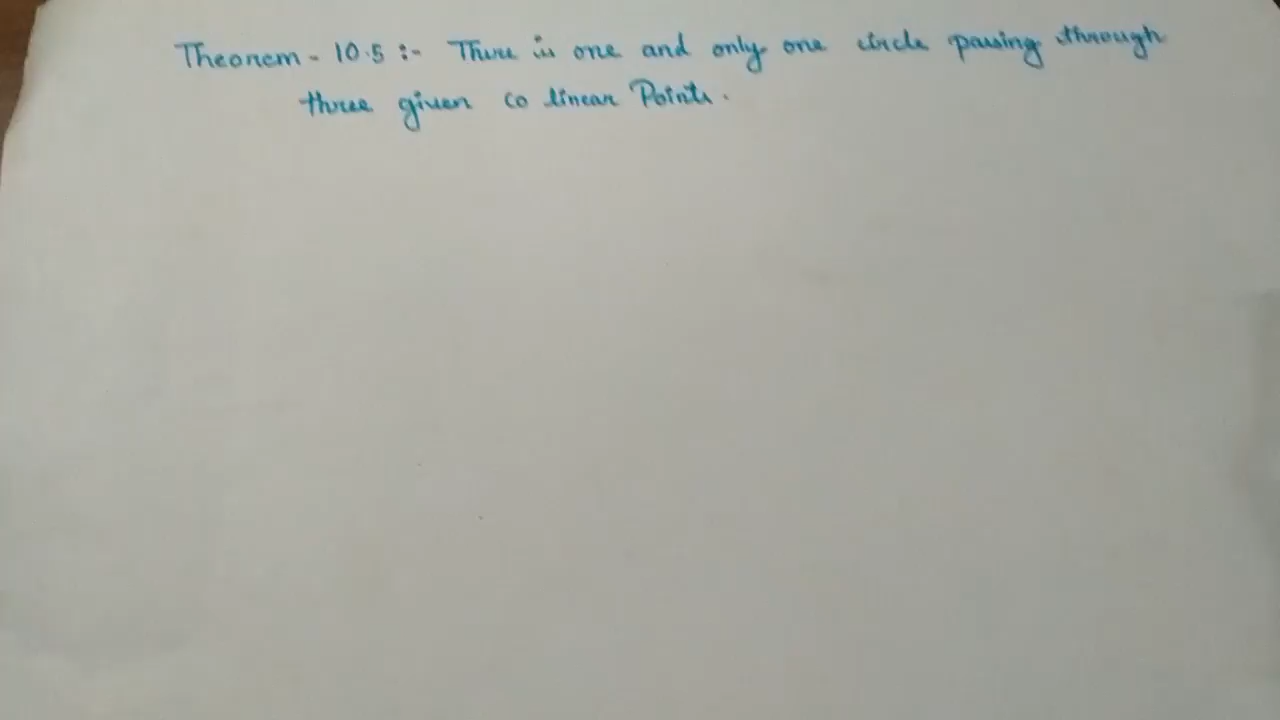 Theorem - 10.5 :- There is one and only one circle passing through
three given co linear Points.